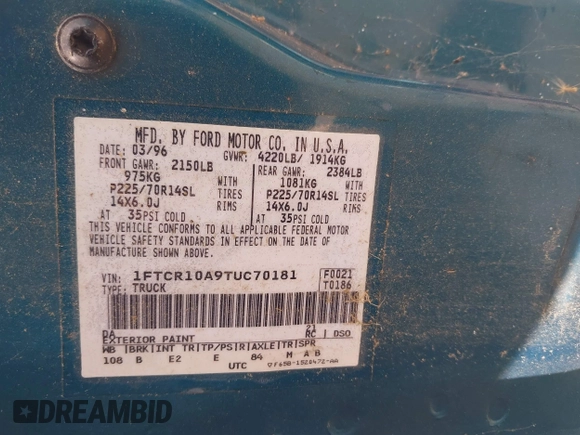 MFD. BY FORD MOTOR CO. IN U.S.A.
DATE: 03/96 GVWR: 4220LB/ 1914KG
FRONT GAWR: 2150LB REAR GAWR: 2384LB
975KG WITH 1081KG WITH
P225/70R14SL TIRES P225/70R14SL TIRES
14X6.0J RIMS 14X6.0J RIMS
AT 35PSI COLD AT 35PSI COLD
THIS VEHICLE CONFORMS TO ALL APPLICABLE FEDERAL MOTOR
VEHICLE SAFETY STANDARDS IN EFFECT ON THE DATE OF
MANUFACTURE SHOWN ABOVE.
VIN: 1FTCR10A9TUC70181 F0021
TYPE: TRUCK T0186
DA 21
EXTERIOR PAINT RC DSO
WB BRK INT TR TP/PS R AXLE TR SPR
108 B E2 E 84 M A B
UTC
DREAMBID